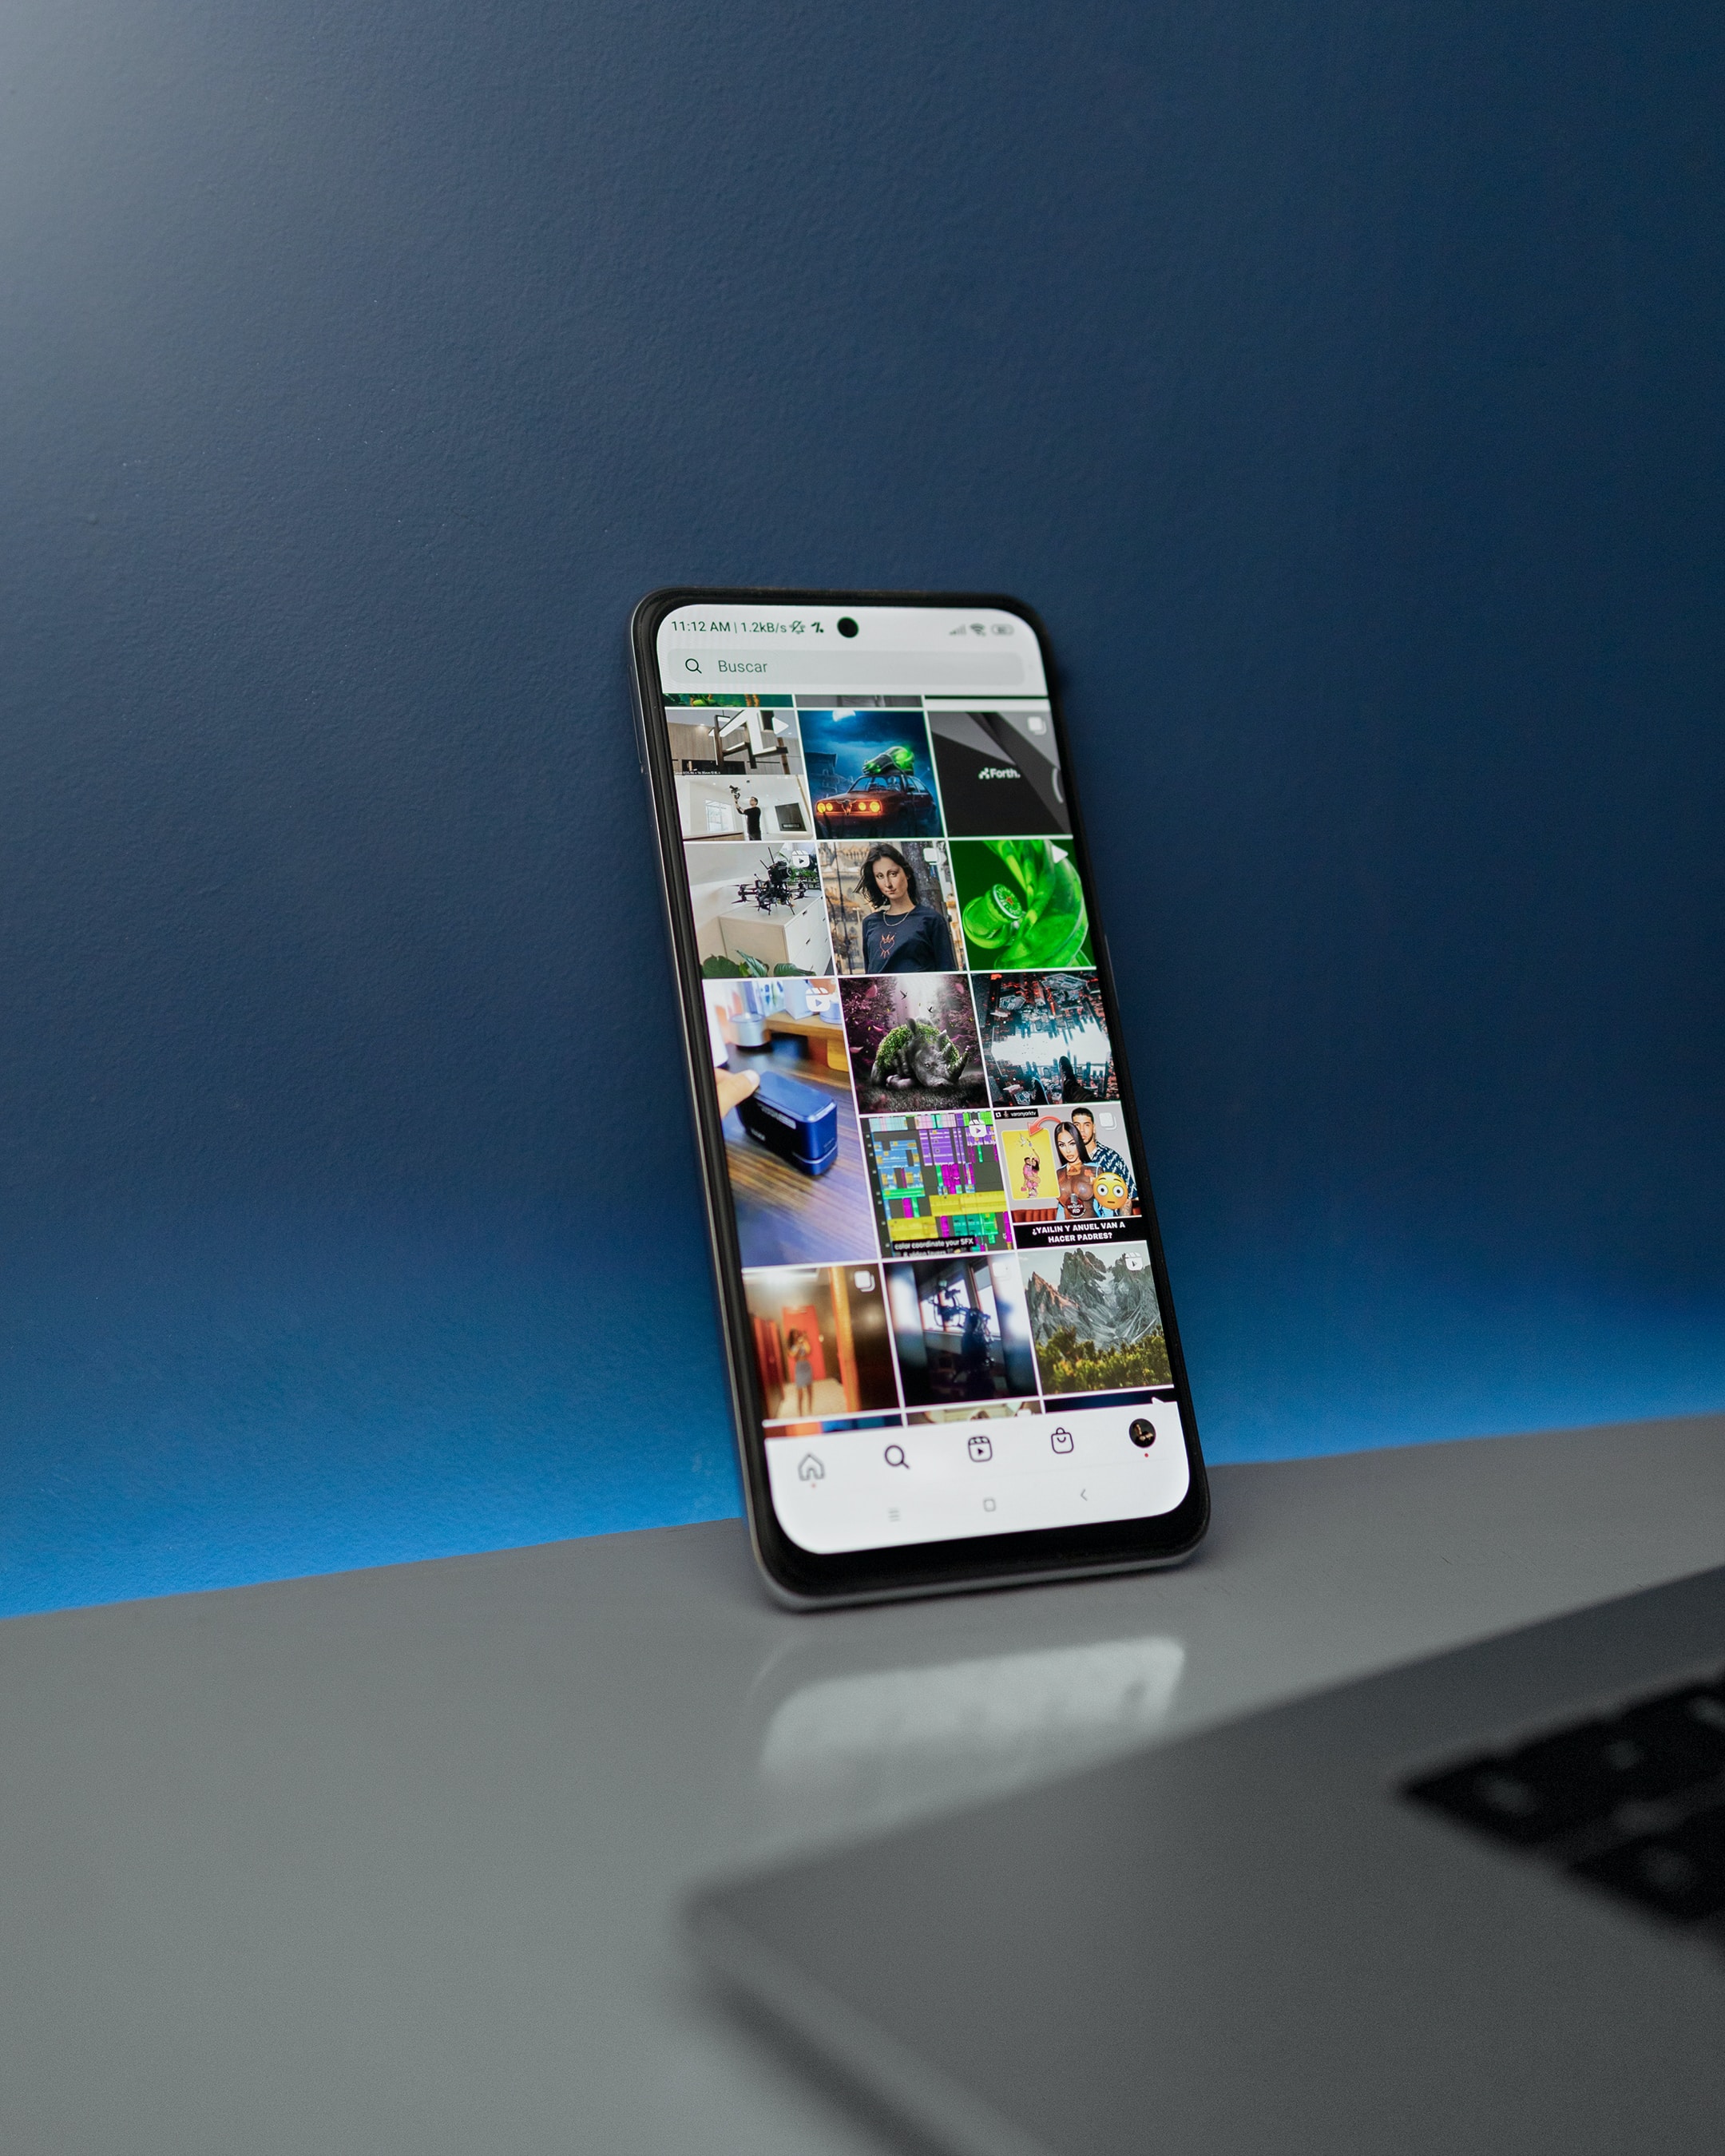 11:12 AM | 1.2kB/s
Buscar
Forth.
color coordinate your SFX
¿YAILIN Y ANUEL VAN A
HACER PADRES?